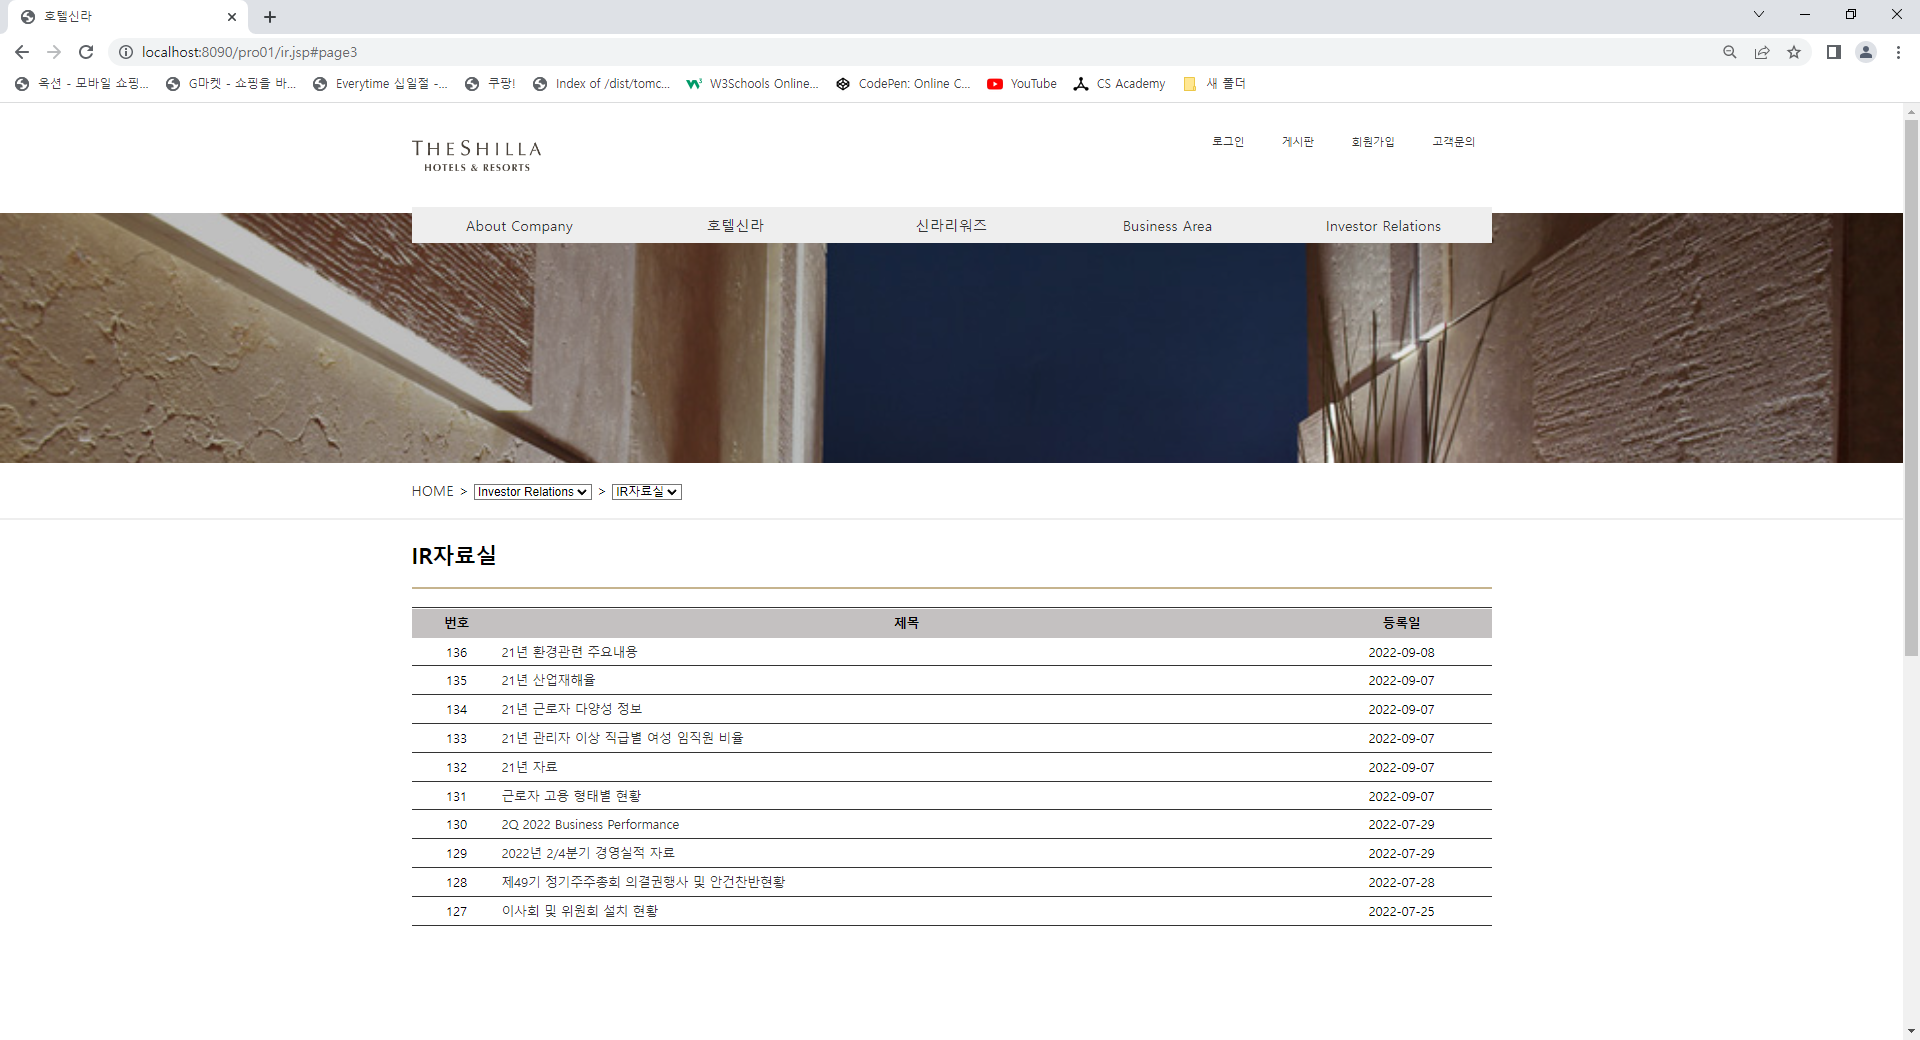 호텔신라
localhost:8090/pro01/ir.jsp#page3
옥션 - 모바일 쇼핑... G마켓 - 쇼핑을 바... Everytime 십일절 -... 쿠팡! Index of /dist/tomc... W3Schools Online... CodePen: Online C... YouTube CS Academy 새 폴더
THE SHILLA
HOTELS & RESORTS
로그인 게시판 회원가입 고객문의
About Company 호텔신라 신라리워즈 Business Area Investor Relations
HOME > Investor Relations > IR자료실
IR자료실
번호 제목 등록일
136 21년 환경관련 주요내용 2022-09-08
135 21년 산업재해율 2022-09-07
134 21년 근로자 다양성 정보 2022-09-07
133 21년 관리자 이상 직급별 여성 임직원 비율 2022-09-07
132 21년 자료 2022-09-07
131 근로자 고용 형태별 현황 2022-09-07
130 2Q 2022 Business Performance 2022-07-29
129 2022년 2/4분기 경영실적 자료 2022-07-29
128 제49기 정기주주총회 의결권행사 및 안건찬반현황 2022-07-28
127 이사회 및 위원회 설치 현황 2022-07-25